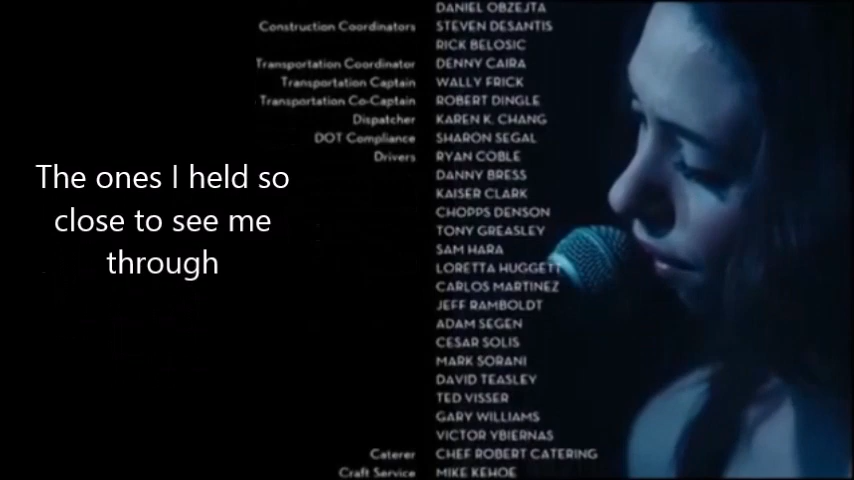 DANIEL OBZEJTA
Construction Coordinators STEVEN DESANTIS
RICK BELOSIC
Transportation Coordinator DENNY CAIRA
Transportation Captain WALLY FRICK
Transportation Co-Captain ROBERT DINGLE
Dispatcher KAREN K. CHANG
DOT Compliance SHARON SEGAL
Drivers RYAN COBLE
DANNY BRESS
KAISER CLARK
CHOPPS DENSON
TONY GREASLEY
SAM HARA
LORETTA HUGGETT
CARLOS MARTINEZ
JEFF RAMBOLDT
ADAM SEGEN
CESAR SOLIS
MARK SORANI
DAVID TEASLEY
TED VISSER
GARY WILLIAMS
VICTOR YBIERNAS
Caterer CHEF ROBERT CATERING
Craft Service MIKE KEHOE
The ones I held so
close to see me
through